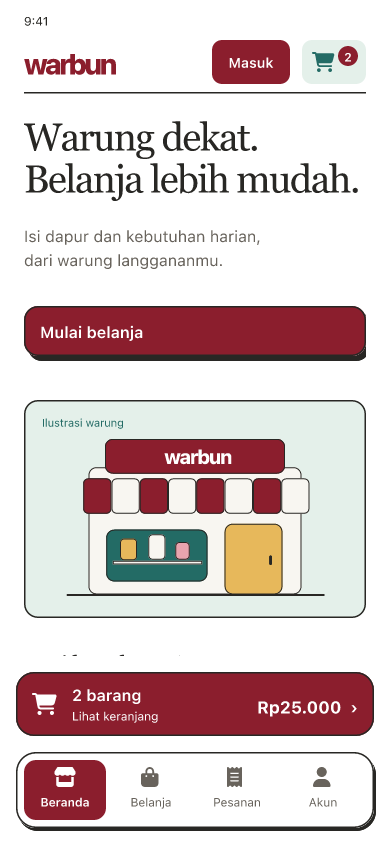 9:41
warbun
Masuk
2
Warung dekat.
Belanja lebih mudah.
Isi dapur dan kebutuhan harian,
dari warung langgananmu.
Mulai belanja
Ilustrasi warung
warbun
2 barang
Lihat keranjang
Rp25.000 ›
Beranda
Belanja
Pesanan
Akun